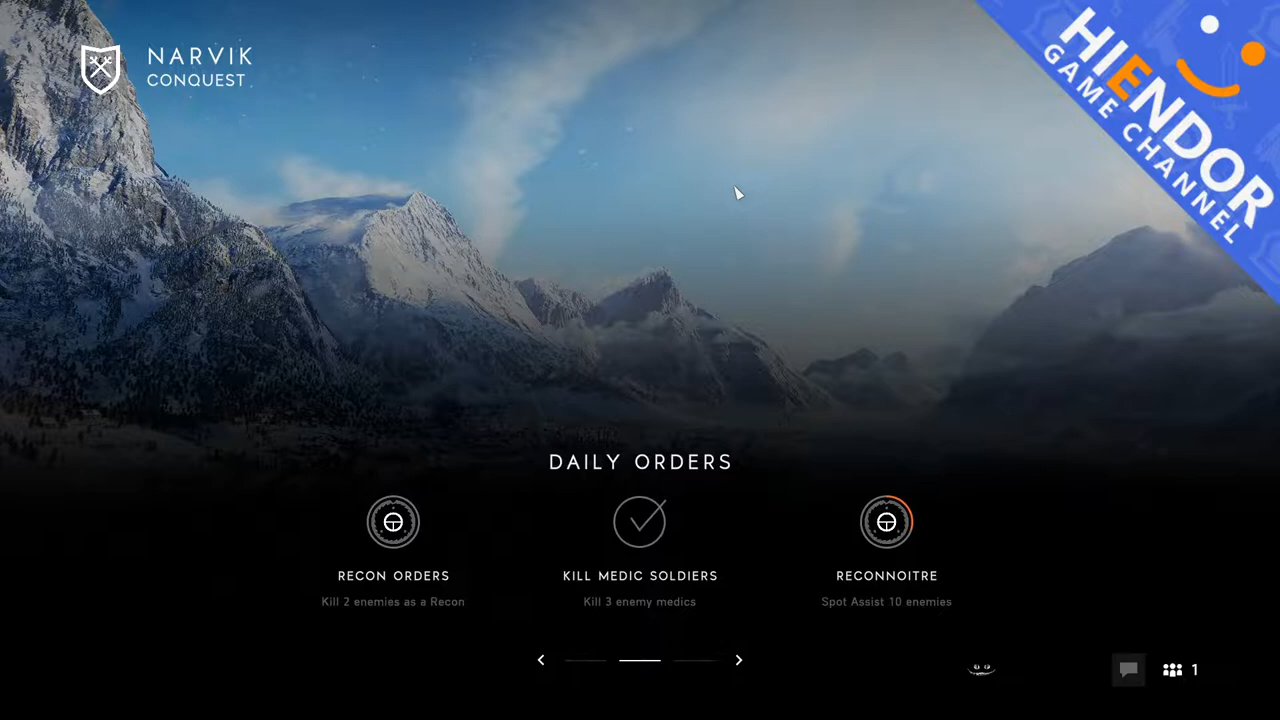 NARVIK
CONQUEST
HIENDOR
GAME CHANNEL
DAILY ORDERS
RECON ORDERS
Kill 2 enemies as a Recon
KILL MEDIC SOLDIERS
Kill 3 enemy medics
RECONNOITRE
Spot Assist 10 enemies
1